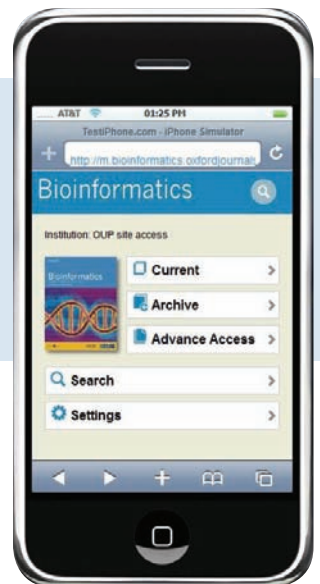 AT&T 01:25 PM
TestiPhone.com - iPhone Simulator
http://m.bioinformatics.oxfordjournals
Bioinformatics
Institution: OUP site access
Bioinformatics
Current
Archive
Advance Access
Search
Settings